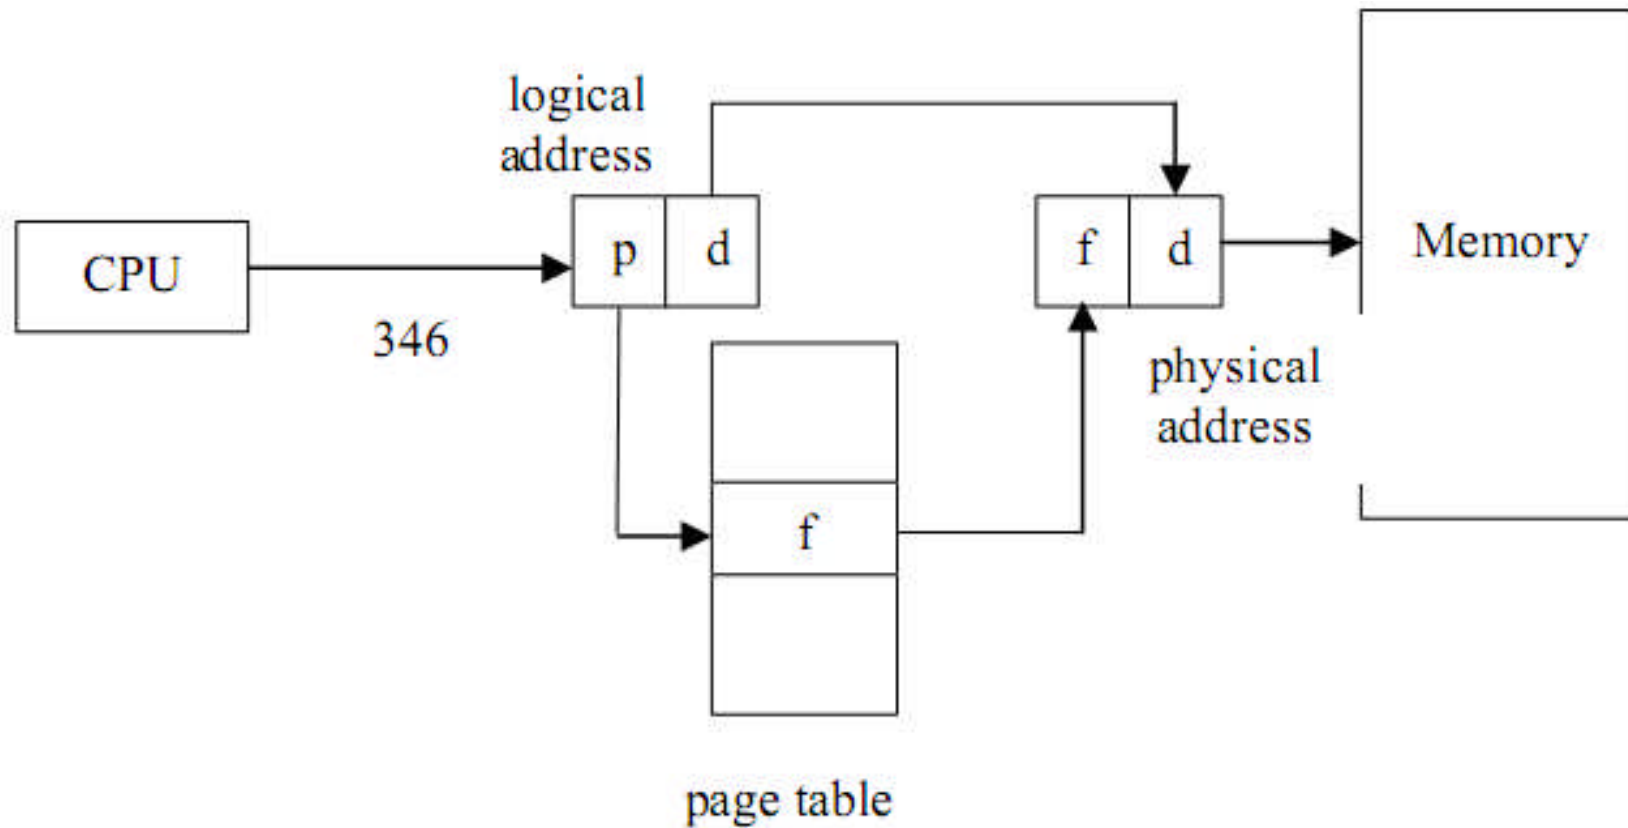 logical
address
CPU
p
d
f
d
Memory
346
physical
address
f
page table